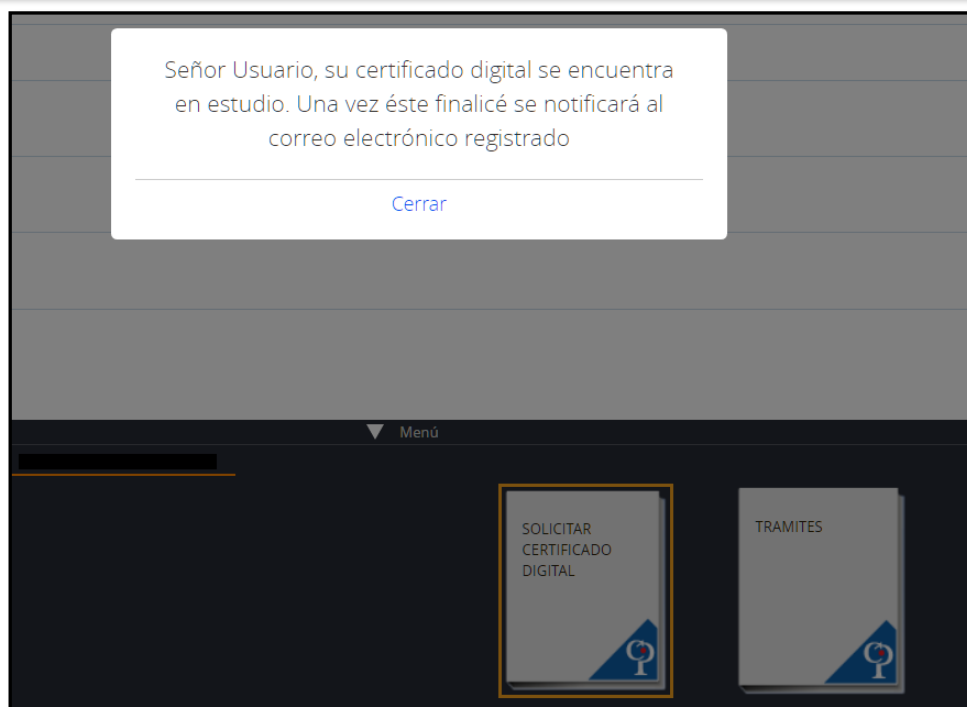 Señor Usuario, su certificado digital se encuentra
en estudio. Una vez éste finalicé se notificará al
correo electrónico registrado
Cerrar
Menú
SOLICITAR
CERTIFICADO
DIGITAL
TRAMITES